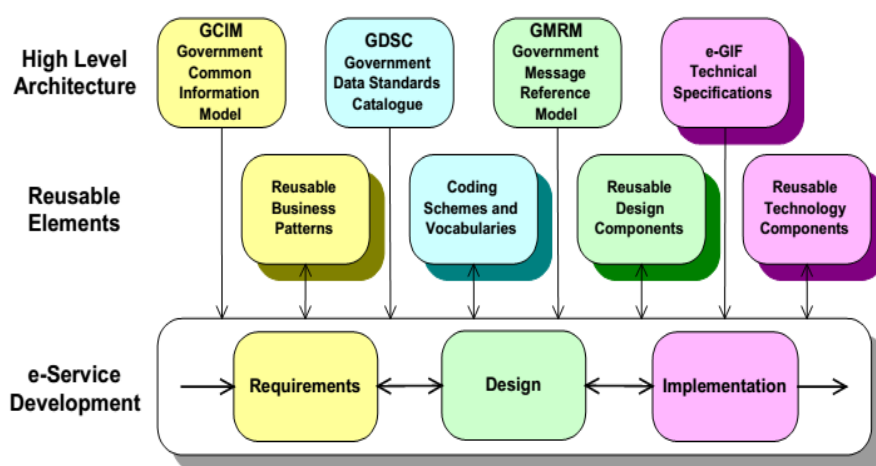 High Level
Architecture
GCIM
Government
Common
Information
Model
GDSC
Government
Data Standards
Catalogue
GMRM
Government
Message
Reference
Model
e-GIF
Technical
Specifications
Reusable
Elements
Reusable
Business
Patterns
Coding
Schemes and
Vocabularies
Reusable
Design
Components
Reusable
Technology
Components
e-Service
Development
Requirements
Design
Implementation